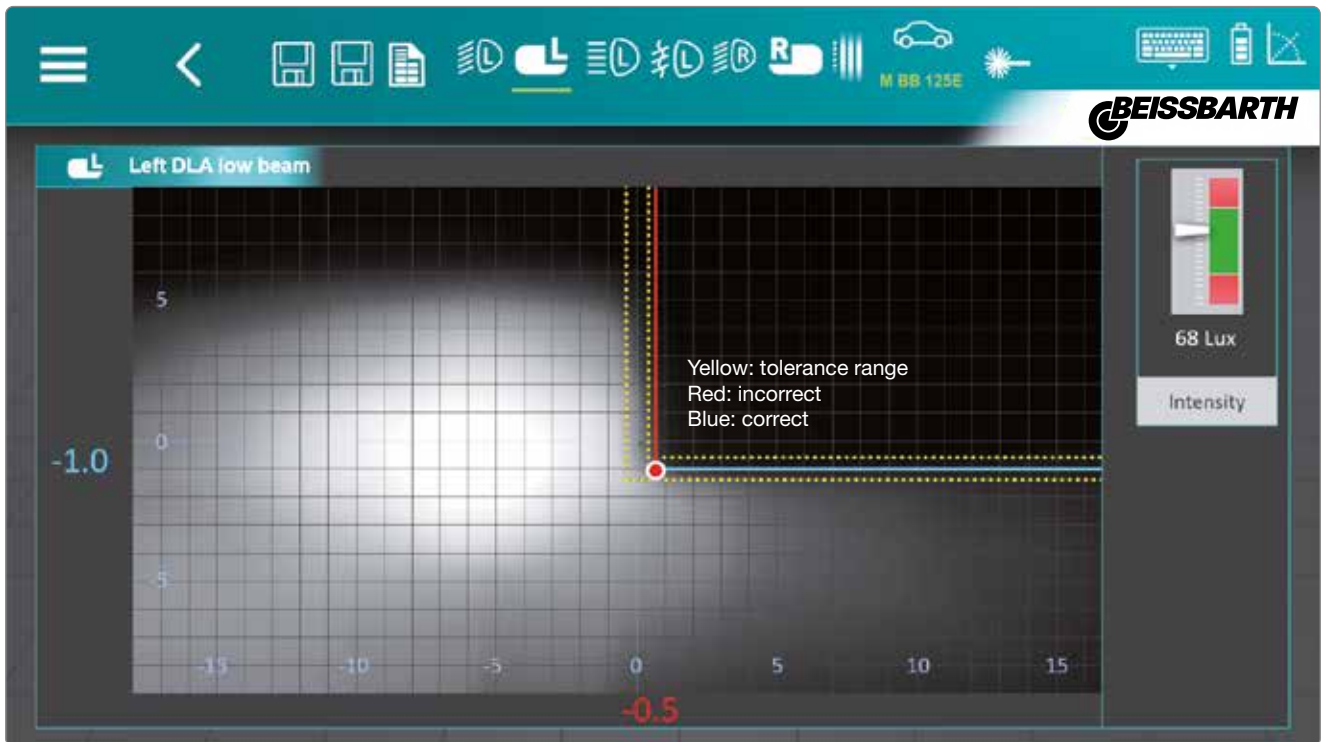 L L L L R R
M BB 125E
BEISSBARTH
L Left DLA low beam
5
68 Lux
Yellow: tolerance range
Red: incorrect
Blue: correct
Intensity
0
-1.0
-5
-15 -10 -5 0 5 10 15
-0.5